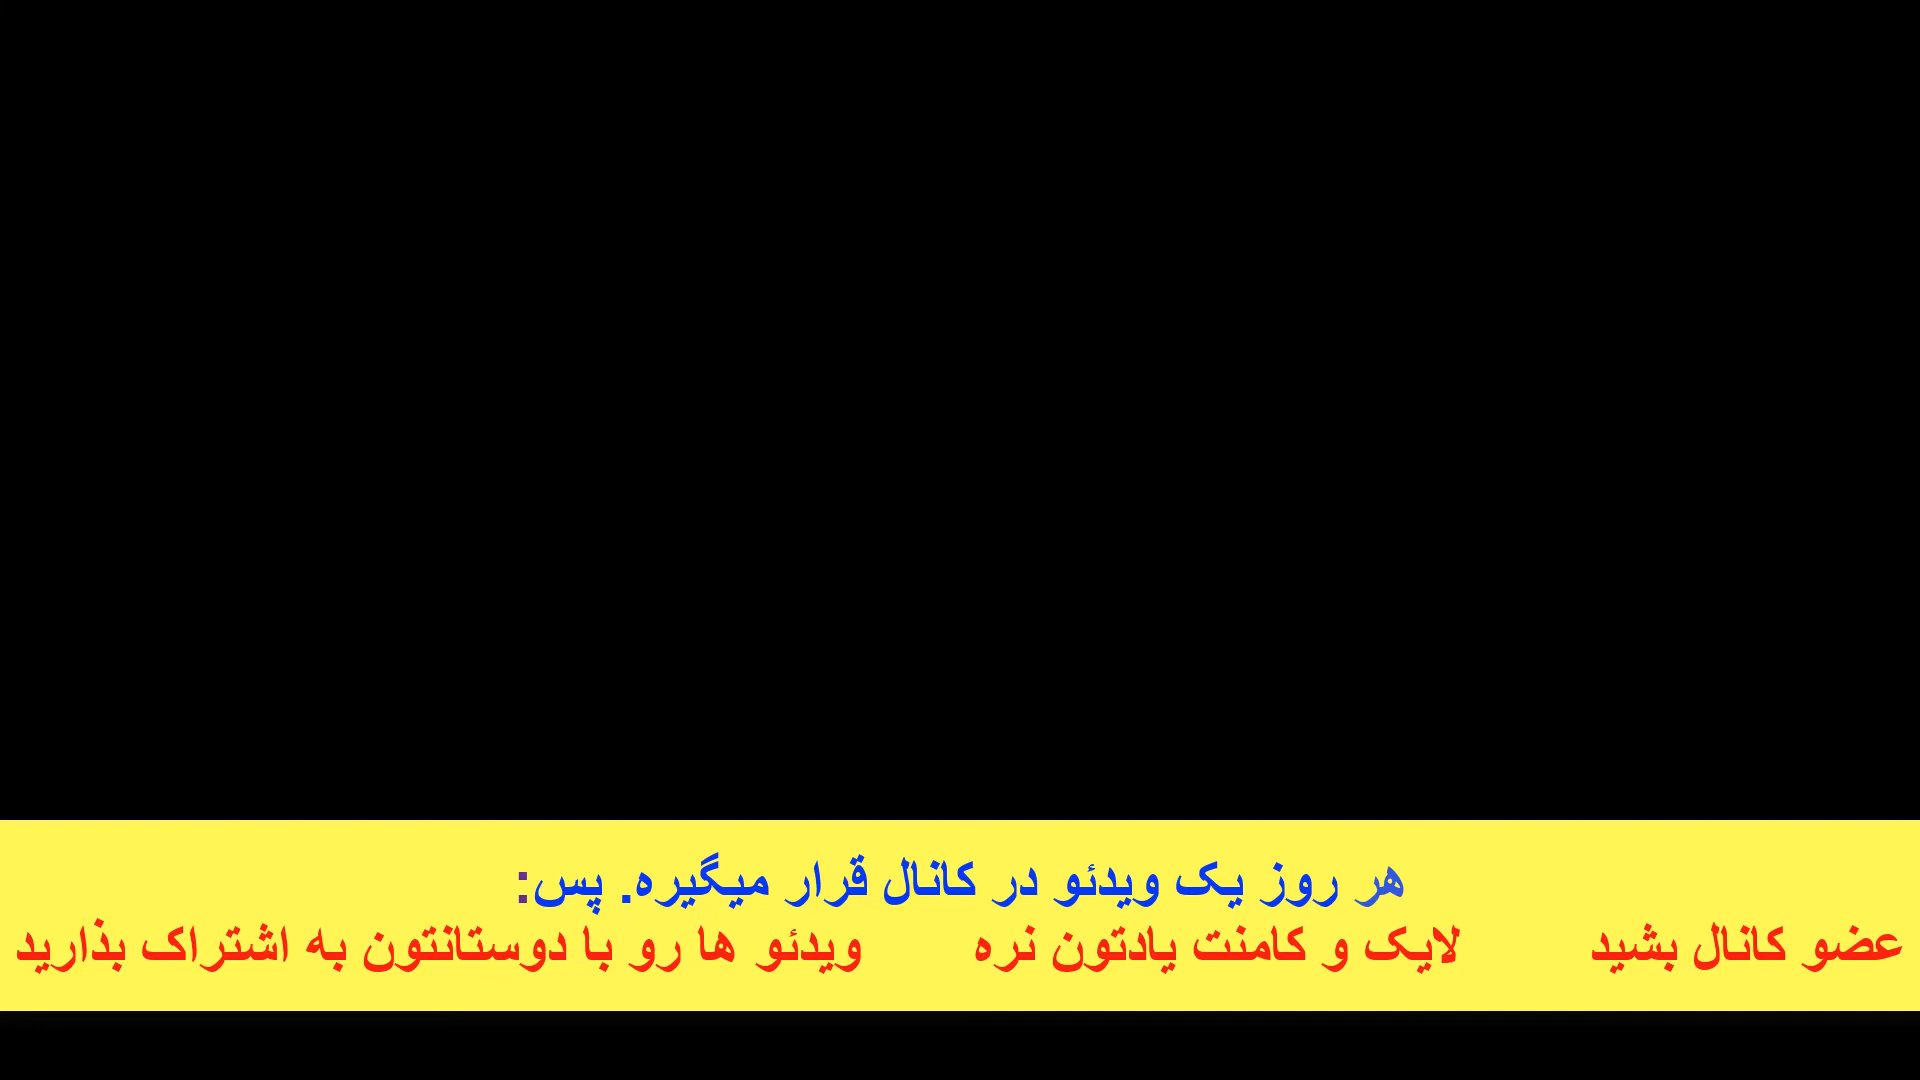 هر روز یک ویدئو در کانال قرار میگیره. پس:
عضو کانال بشید لایک و کامنت یادتون نره ویدئو ها رو با دوستانتون به اشتراک بذارید